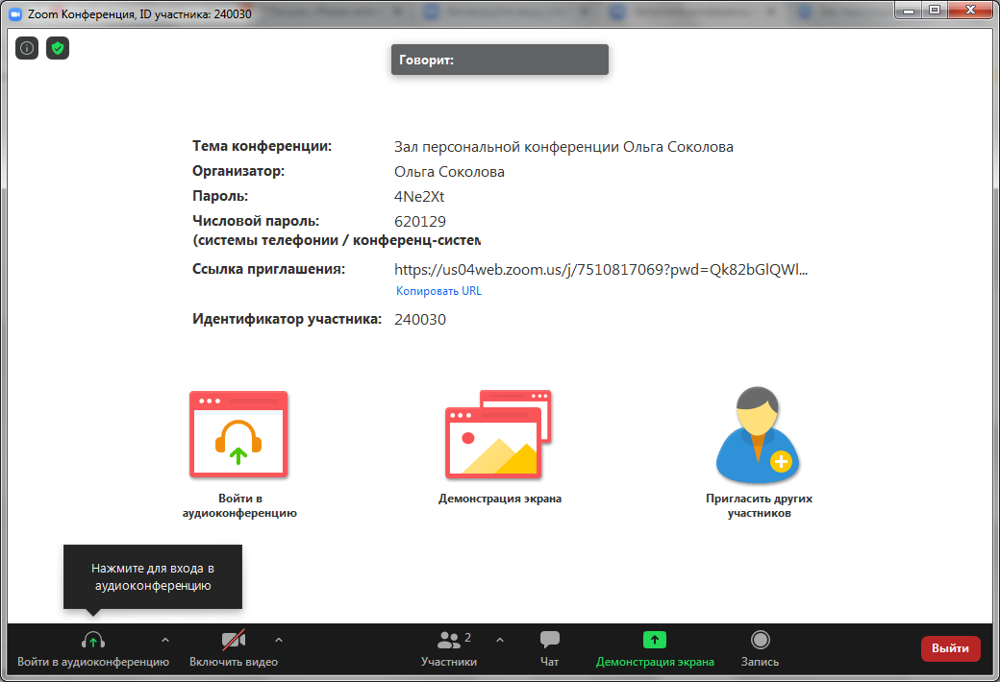 Zoom Конференция, ID участника: 240030
Говорит:
Тема конференции: Зал персональной конференции Ольга Соколова
Организатор: Ольга Соколова
Пароль: 4Ne2Xt
Числовой пароль: 620129
(системы телефонии / конференц-систем
Ссылка приглашения: https://us04web.zoom.us/j/7510817069?pwd=Qk82bGlQWl...
Копировать URL
Идентификатор участника: 240030
Войти в
аудиоконференцию
Демонстрация экрана
Пригласить других
участников
Нажмите для входа в
аудиоконференцию
Войти в аудиоконференцию
Включить видео
2
Участники
Чат
Демонстрация экрана
Запись
Выйти